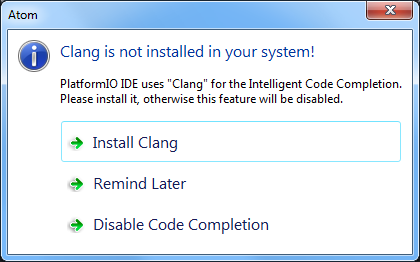 Atom
Clang is not installed in your system!
PlatformIO IDE uses "Clang" for the Intelligent Code Completion.
Please install it, otherwise this feature will be disabled.
Install Clang
Remind Later
Disable Code Completion